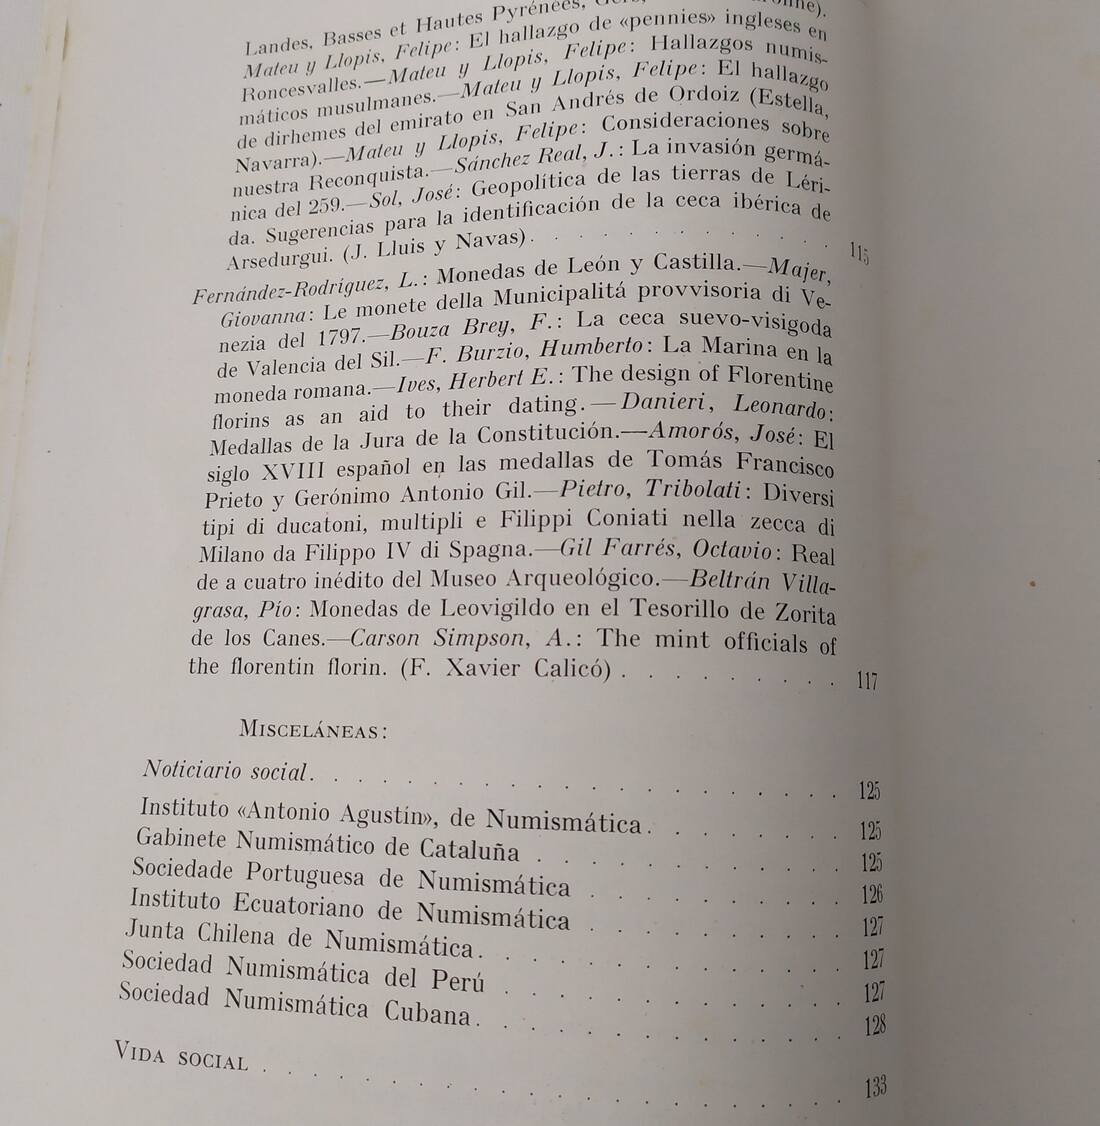 Landes, Basses et Hautes Pyrénées,
Mateu y Llopis, Felipe: El hallazgo de «pennies» ingleses en
Roncesvalles.—Mateu y Llopis, Felipe: Hallazgos numis-
máticos musulmanes.—Mateu y Llopis, Felipe: El hallazgo
de dirhemes del emirato en San Andrés de Ordoiz (Estella,
Navarra).—Mateu y Llopis, Felipe: Consideraciones sobre
nuestra Reconquista.—Sánchez Real, J.: La invasión germá-
nica del 259.—Sol, José: Geopolítica de las tierras de Léri-
da. Sugerencias para la identificación de la ceca ibérica de
Arsedurgui. (J. Lluis y Navas) . . . . . . . . . . . 115
Fernández-Rodríguez, L.: Monedas de León y Castilla.—Majer,
Giovanna: Le monete della Municipalitá provvisoria di Ve-
nezia del 1797.—Bouza Brey, F.: La ceca suevo-visigoda
de Valencia del Sil.—F. Burzio, Humberto: La Marina en la
moneda romana.—Ives, Herbert E.: The design of Florentine
florins as an aid to their dating.—Danieri, Leonardo:
Medallas de la Jura de la Constitución.—Amorós, José: El
siglo XVIII español en las medallas de Tomás Francisco
Prieto y Gerónimo Antonio Gil.—Pietro, Tribolati: Diversi
tipi di ducatoni, multipli e Filippi Coniati nella zecca di
Milano da Filippo IV di Spagna.—Gil Farrés, Octavio: Real
de a cuatro inédito del Museo Arqueológico.—Beltrán Villa-
grasa, Pío: Monedas de Leovigildo en el Tesorillo de Zorita
de los Canes.—Carson Simpson, A.: The mint officials of
the florentin florin. (F. Xavier Calicó) . . . . . . . . 117
Misceláneas:
Noticiario social . . . . . . . . . . . . . . 125
Instituto «Antonio Agustín», de Numismática . . . . . . . 125
Gabinete Numismático de Cataluña . . . . . . . . . . . 125
Sociedade Portuguesa de Numismática . . . . . . . . . 126
Instituto Ecuatoriano de Numismática . . . . . . . . . 127
Junta Chilena de Numismática . . . . . . . . . . . . . 127
Sociedad Numismática del Perú . . . . . . . . . . . . 127
Sociedad Numismática Cubana . . . . . . . . . . . . . 128
Vida social . . . . . . . . . . . . . . . . . . . . 133